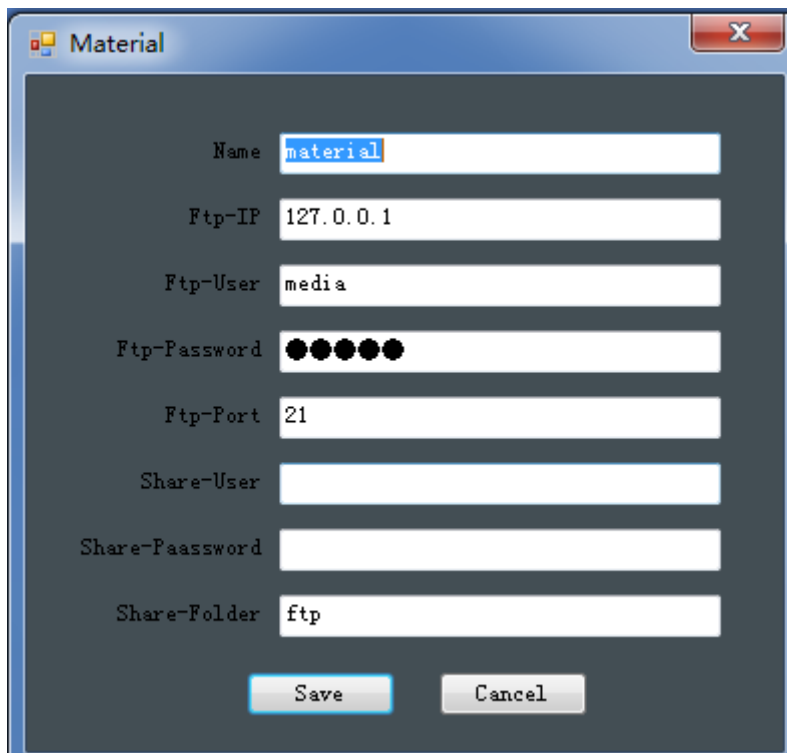 Material
Name material
Ftp-IP 127.0.0.1
Ftp-User media
Ftp-Password ●●●●●
Ftp-Port 21
Share-User
Share-Paassword
Share-Folder ftp
Save Cancel